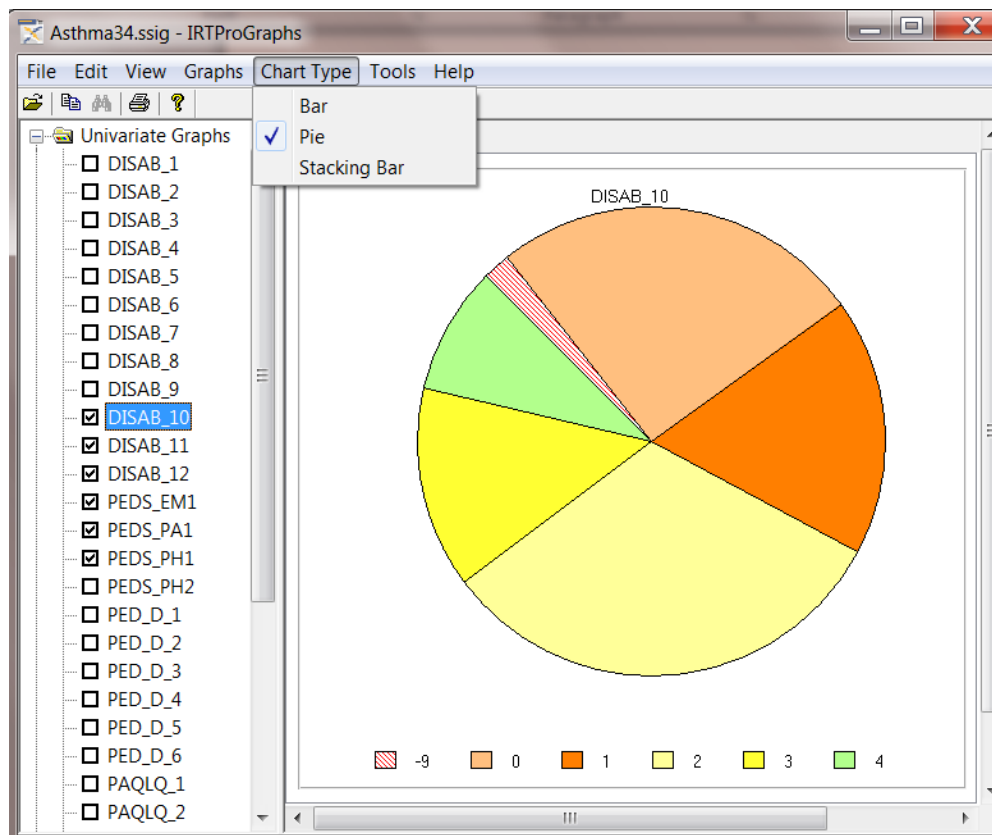 Asthma34.ssig - IRTProGraphs
File Edit View Graphs Chart Type Tools Help
Bar
Pie
Stacking Bar
Univariate Graphs
DISAB_1
DISAB_2
DISAB_3
DISAB_4
DISAB_5
DISAB_6
DISAB_7
DISAB_8
DISAB_9
DISAB_10
DISAB_11
DISAB_12
PEDS_EM1
PEDS_PA1
PEDS_PH1
PEDS_PH2
PED_D_1
PED_D_2
PED_D_3
PED_D_4
PED_D_5
PED_D_6
PAQLQ_1
PAQLQ_2
DISAB_10
-9 0 1 2 3 4